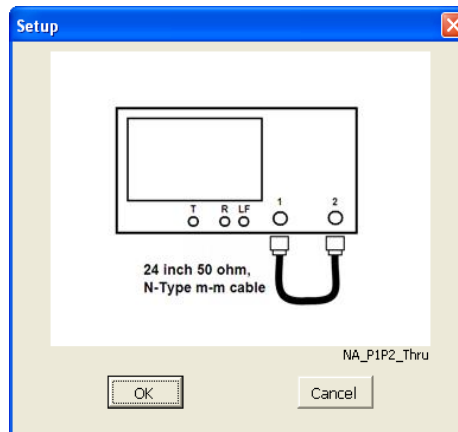 Setup
T R LF 1 2
24 inch 50 ohm,
N-Type m-m cable
NA_P1P2_Thru
OK Cancel